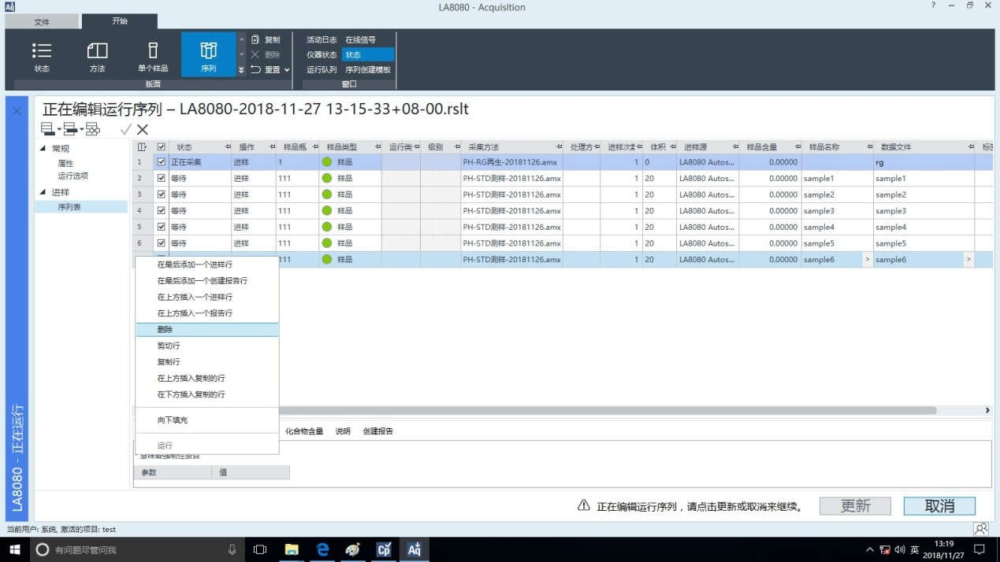 Aq LA8080 - Acquisition ?
文件 开始
状态 方法 单个样品 序列 复制 删除 重置
版面
活动日志 在线信号
仪器状态 状态
运行队列 序列创建模板
窗口
正在编辑运行序列 – LA8080-2018-11-27 13-15-33+08-00.rslt
常规
属性
运行选项
进样
序列表
状态 操作 样品瓶 样品类型 运行类 级别 采集方法 处理方 进样次数 体积 进样源 样品含量 样品名称 数据文件 标签
1 正在采集 进样 1 样品 PH-RG再生-20181126.amx 1 0 LA8080 Autos... 0.00000 rg
2 等待 进样 111 样品 PH-STD测样-20181126.amx 1 20 LA8080 Autos... 0.00000 sample1 sample1
3 等待 进样 111 样品 PH-STD测样-20181126.amx 1 20 LA8080 Autos... 0.00000 sample2 sample2
4 等待 进样 111 样品 PH-STD测样-20181126.amx 1 20 LA8080 Autos... 0.00000 sample3 sample3
5 等待 进样 111 样品 PH-STD测样-20181126.amx 1 20 LA8080 Autos... 0.00000 sample4 sample4
6 等待 进样 111 样品 PH-STD测样-20181126.amx 1 20 LA8080 Autos... 0.00000 sample5 sample5
111 样品 PH-STD测样-20181126.amx 1 20 LA8080 Autos... 0.00000 sample6 > sample6 >
在最后添加一个进样行
在最后添加一个创建报告行
在上方插入一个进样行
在上方插入一个报告行
删除
剪切行
复制行
在上方插入复制的行
在下方插入复制的行
向下填充
运行
化合物含量 说明 创建报告
意味着强制性条目
参数 值
LA8080 - 正在运行
正在编辑运行序列，请点击更新或取消来继续。 更新 取消
当前用户: 系统, 激活的项目: test
有问题尽管问我 Cp Aq 英 13:19
2018/11/27